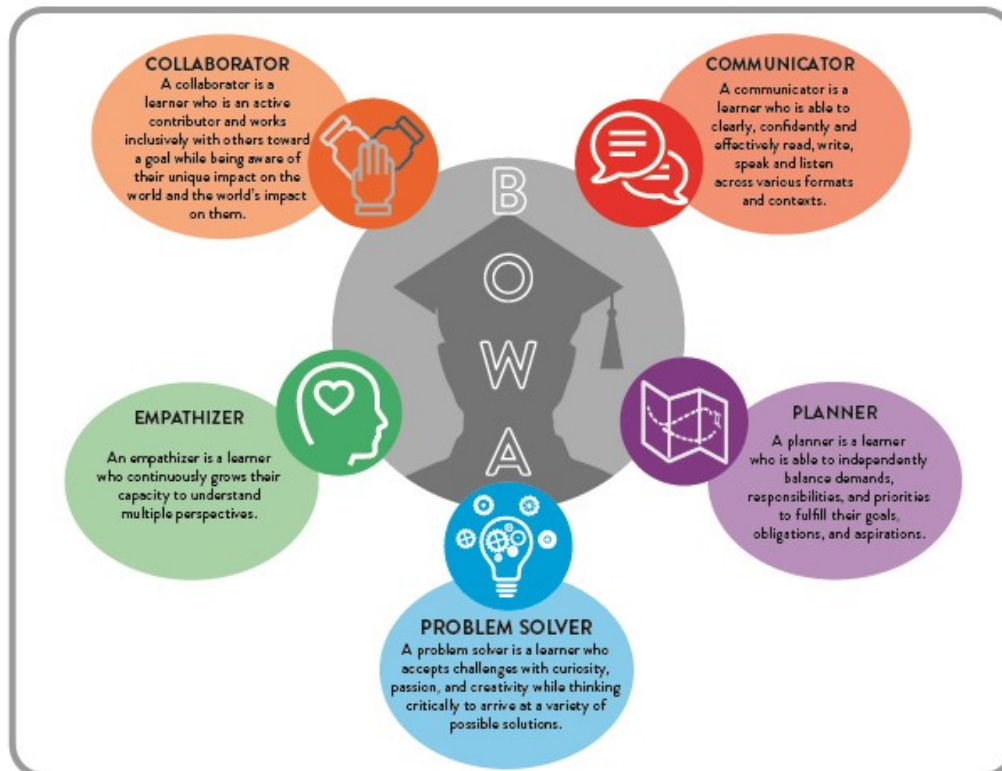 COLLABORATOR
A collaborator is a
learner who is an active
contributor and works
inclusively with others toward
a goal while being aware of
their unique impact on the
world and the world's impact
on them.
COMMUNICATOR
A communicator is a
learner who is able to
clearly, confidently and
effectively read, write,
speak and listen
across various formats
and contexts.
B
O
W
A
EMPATHIZER
An empathizer is a learner
who continuously grows their
capacity to understand
multiple perspectives.
PLANNER
A planner is a learner
who is able to independently
balance demands,
responsibilities, and priorities
to fulfill their goals,
obligations, and aspirations.
PROBLEM SOLVER
A problem solver is a learner who
accepts challenges with curiosity,
passion, and creativity while thinking
critically to arrive at a variety of
possible solutions.